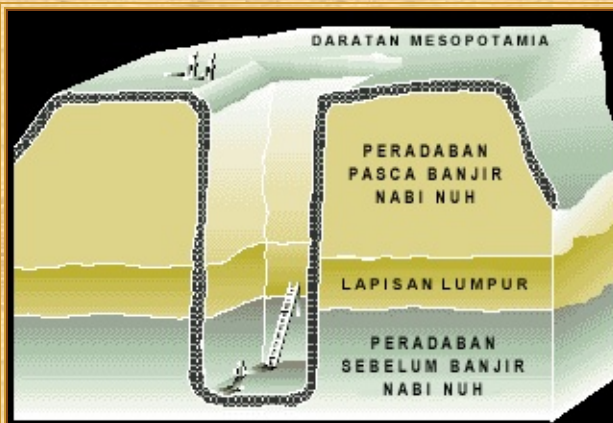 DARATAN MESOPOTAMIA
PERADABAN
PASCA BANJIR
NABI NUH
LAPISAN LUMPUR
PERADABAN
SEBELUM BANJIR
NABI NUH